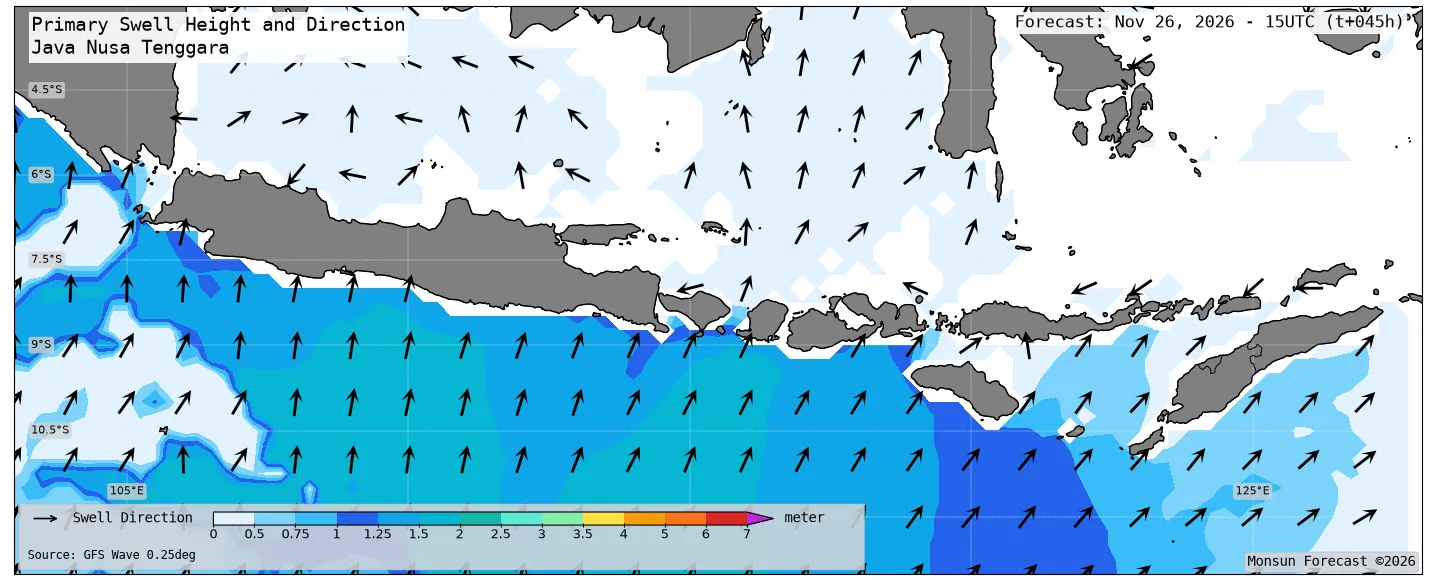 Primary Swell Height and Direction
Java Nusa Tenggara
Forecast: Nov 26, 2026 - 15UTC (t+045h)
4.5°S
6°S
7.5°S
9°S
10.5°S
105°E
125°E
Swell Direction
0 0.5 0.75 1 1.25 1.5 2 2.5 3 3.5 4 5 6 7
meter
Source: GFS Wave 0.25deg
Monsun Forecast ©2026